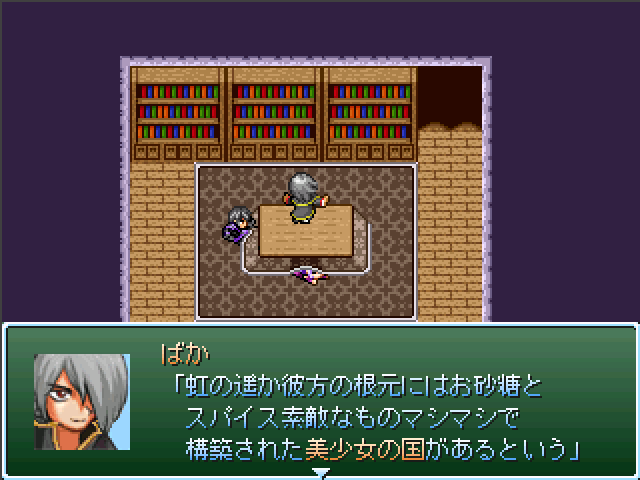 ばか
「虹の遥か彼方の根元にはお砂糖と
スパイス素敵なものマシマシで
構築された美少女の国があるという」